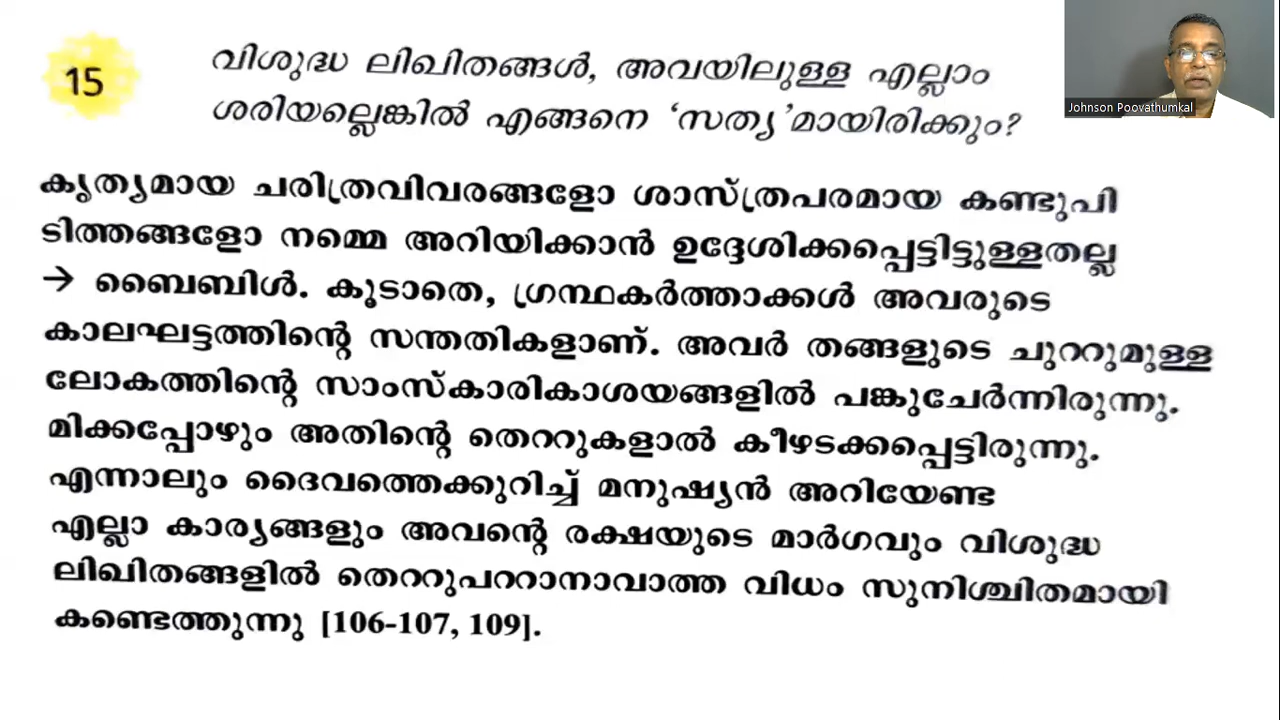 15
വിശുദ്ധ ലിഖിതങ്ങൾ, അവയിലുള്ള എല്ലാം
ശരിയല്ലെങ്കിൽ എങ്ങനെ ‘സത്യ’മായിരിക്കും?
Johnson Poovathumkal
കൃത്യമായ ചരിത്രവിവരങ്ങളോ ശാസ്ത്രപരമായ കണ്ടുപി
ടിത്തങ്ങളോ നമ്മെ അറിയിക്കാൻ ഉദ്ദേശിക്കപ്പെട്ടിട്ടുള്ളതല്ല
→ ബൈബിൾ. കൂടാതെ, ഗ്രന്ഥകർത്താക്കൾ അവരുടെ
കാലഘട്ടത്തിന്റെ സന്തതികളാണ്. അവർ തങ്ങളുടെ ചുററുമുള്ള
ലോകത്തിന്റെ സാംസ്കാരികാശയങ്ങളിൽ പങ്കുചേർന്നിരുന്നു.
മിക്കപ്പോഴും അതിന്റെ തെററുകളാൽ കീഴടക്കപ്പെട്ടിരുന്നു.
എന്നാലും ദൈവത്തെക്കുറിച്ച് മനുഷ്യൻ അറിയേണ്ട
എല്ലാ കാര്യങ്ങളും അവന്റെ രക്ഷയുടെ മാർഗവും വിശുദ്ധ
ലിഖിതങ്ങളിൽ തെററുപററാനാവാത്ത വിധം സുനിശ്ചിതമായി
കണ്ടെത്തുന്നു [106-107, 109].